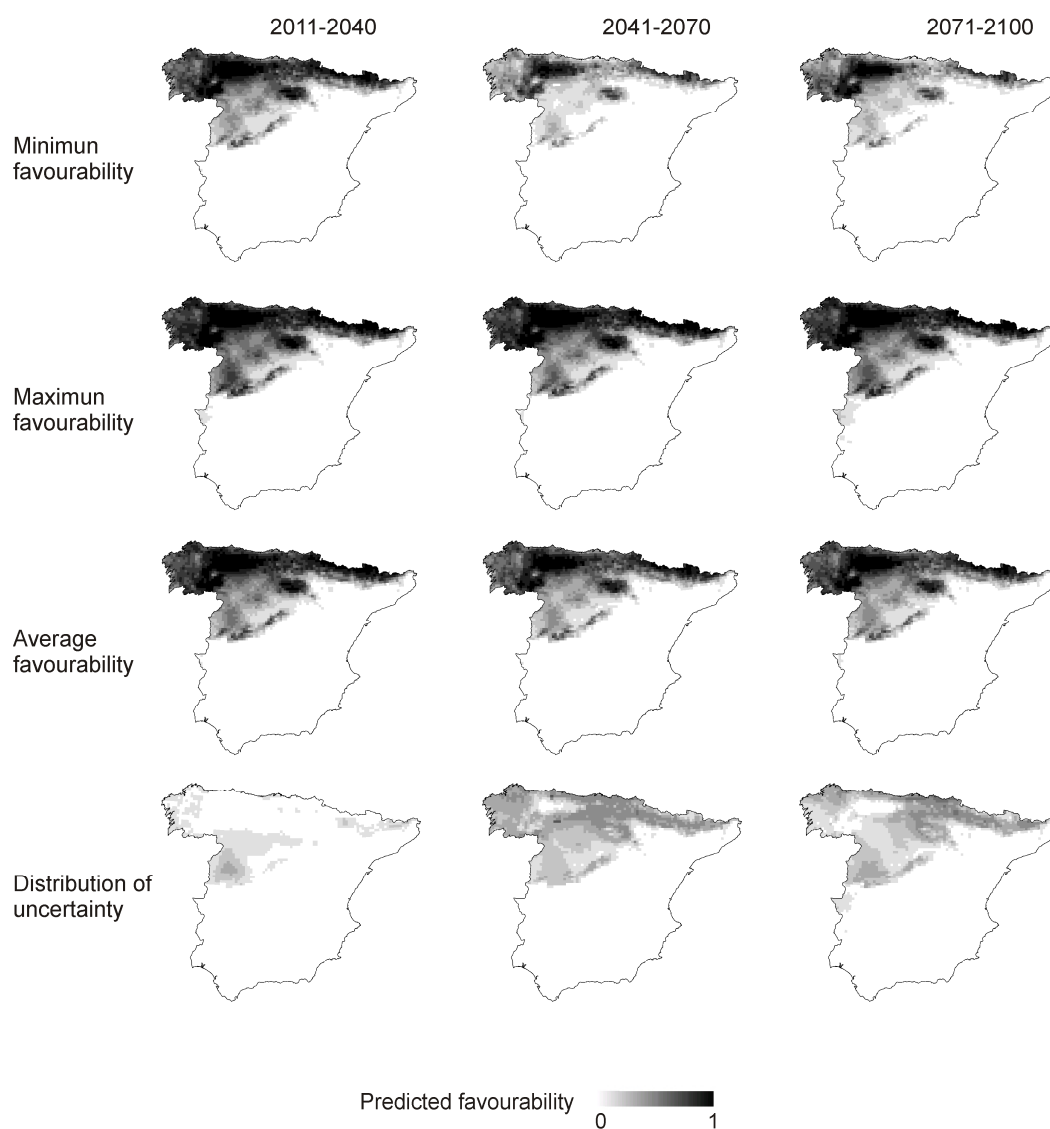 2011-2040 2041-2070 2071-2100
Minimun
favourability
Maximun
favourability
Average
favourability
Distribution of
uncertainty
Predicted favourability
0 1